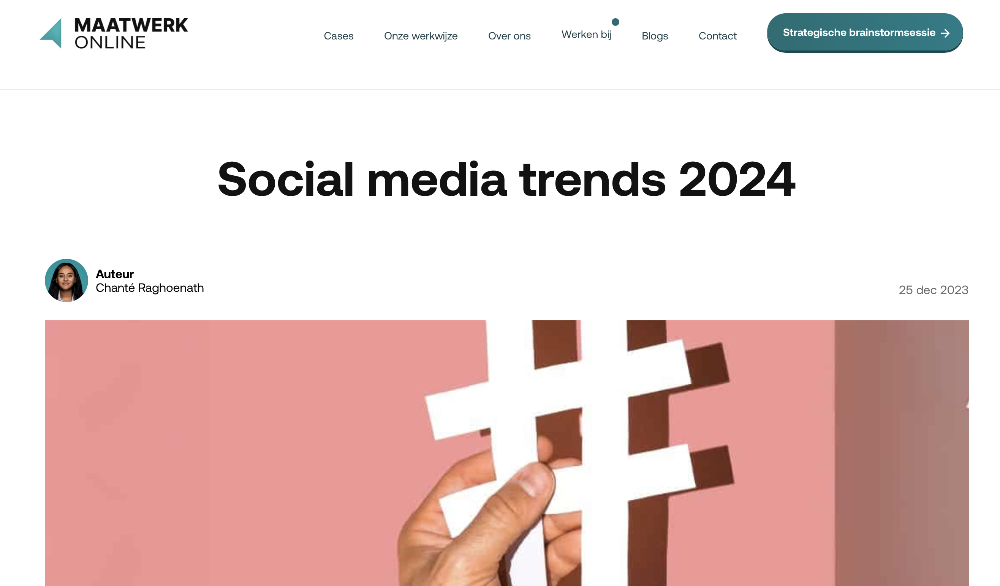 MAATWERK
ONLINE
Cases
Onze werkwijze
Over ons
Werken bij
Blogs
Contact
Strategische brainstormsessie →
Social media trends 2024
Auteur
Chanté Raghoenath
25 dec 2023